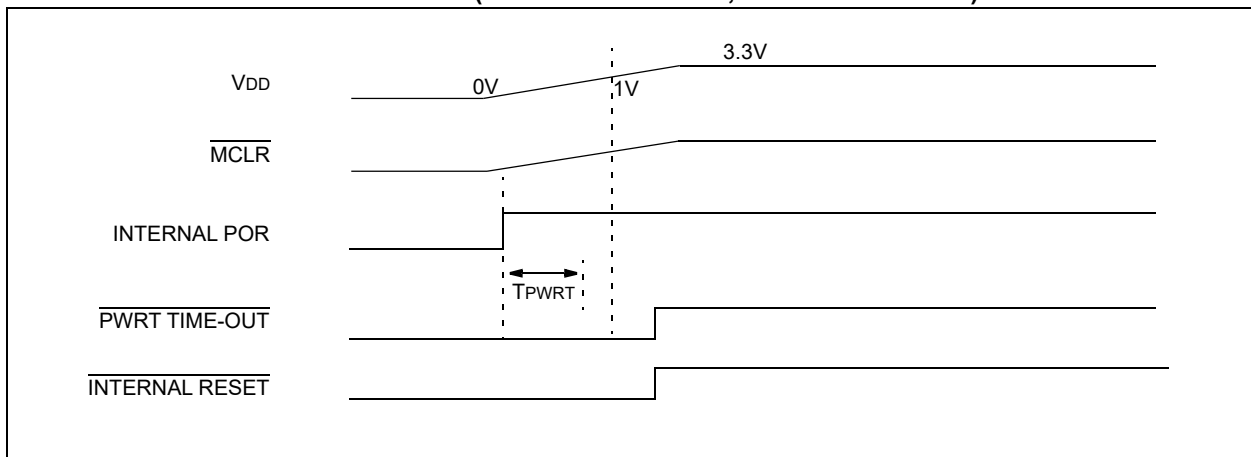 3.3V
VDD
0V
1V
MCLR
INTERNAL POR
TPWRT
PWRT TIME-OUT
INTERNAL RESET